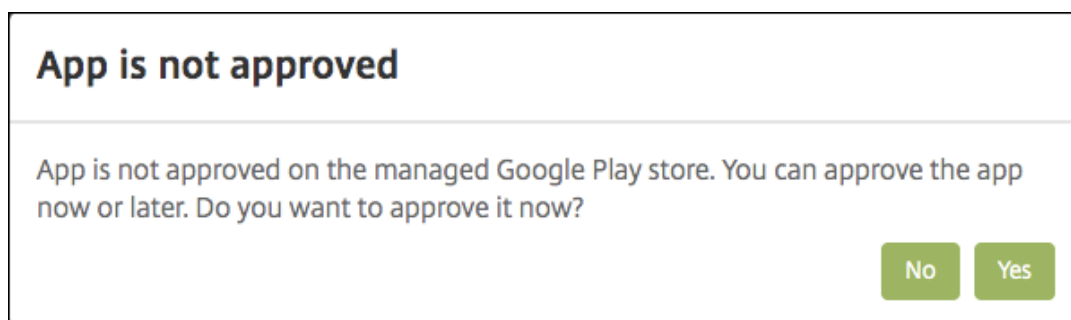 App is not approved
App is not approved on the managed Google Play store. You can approve the app
now or later. Do you want to approve it now?
No Yes